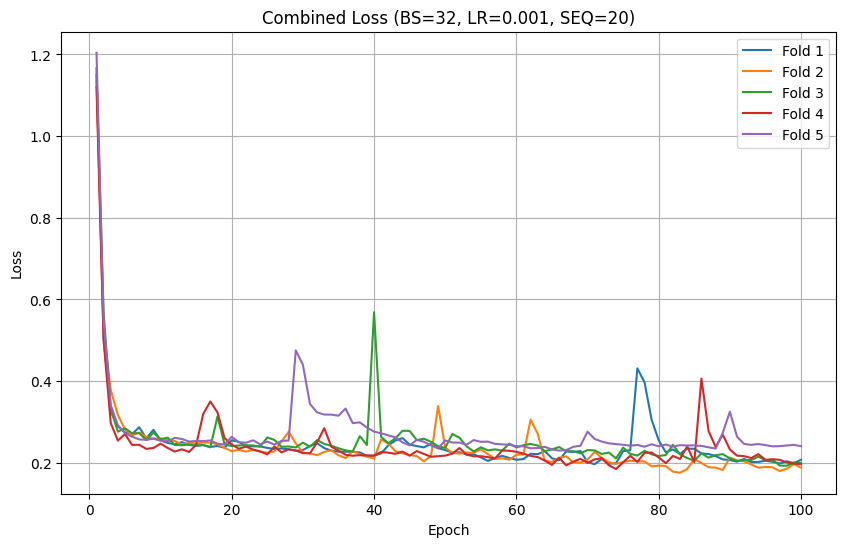 Combined Loss (BS=32, LR=0.001, SEQ=20)
Fold 1
Fold 2
Fold 3
Fold 4
Fold 5
Loss
1.2
1.0
0.8
0.6
0.4
0.2
0 20 40 60 80 100
Epoch